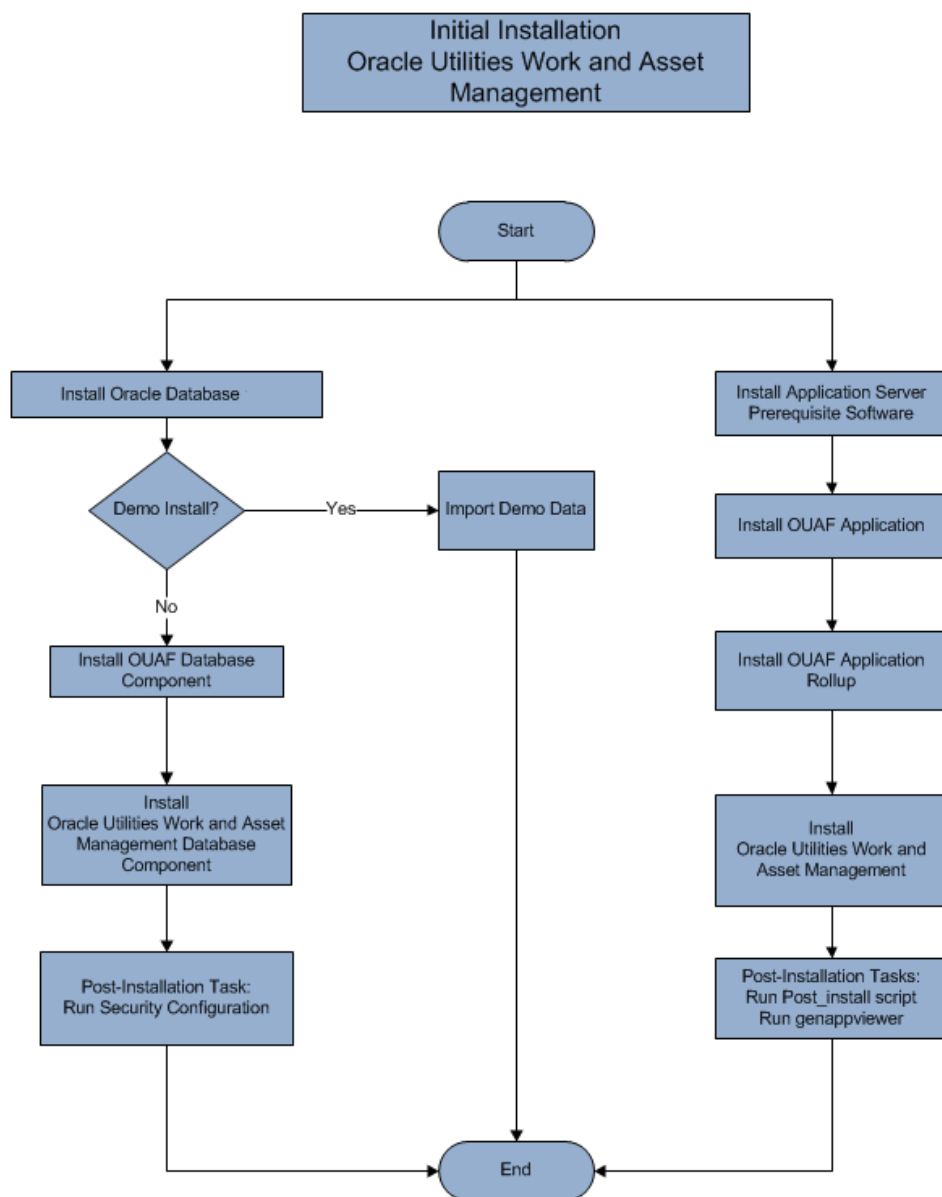 Initial Installation
Oracle Utilities Work and Asset
Management
Start
Install Oracle Database
Install Application Server
Prerequisite Software
Demo Install?
Yes
Import Demo Data
Install OUAF Application
No
Install OUAF Database
Component
Install OUAF Application
Rollup
Install
Oracle Utilities Work and Asset
Management Database
Component
Install
Oracle Utilities Work and
Asset Management
Post-Installation Task:
Run Security Configuration
Post-Installation Tasks:
Run Post_install script
Run genappviewer
End